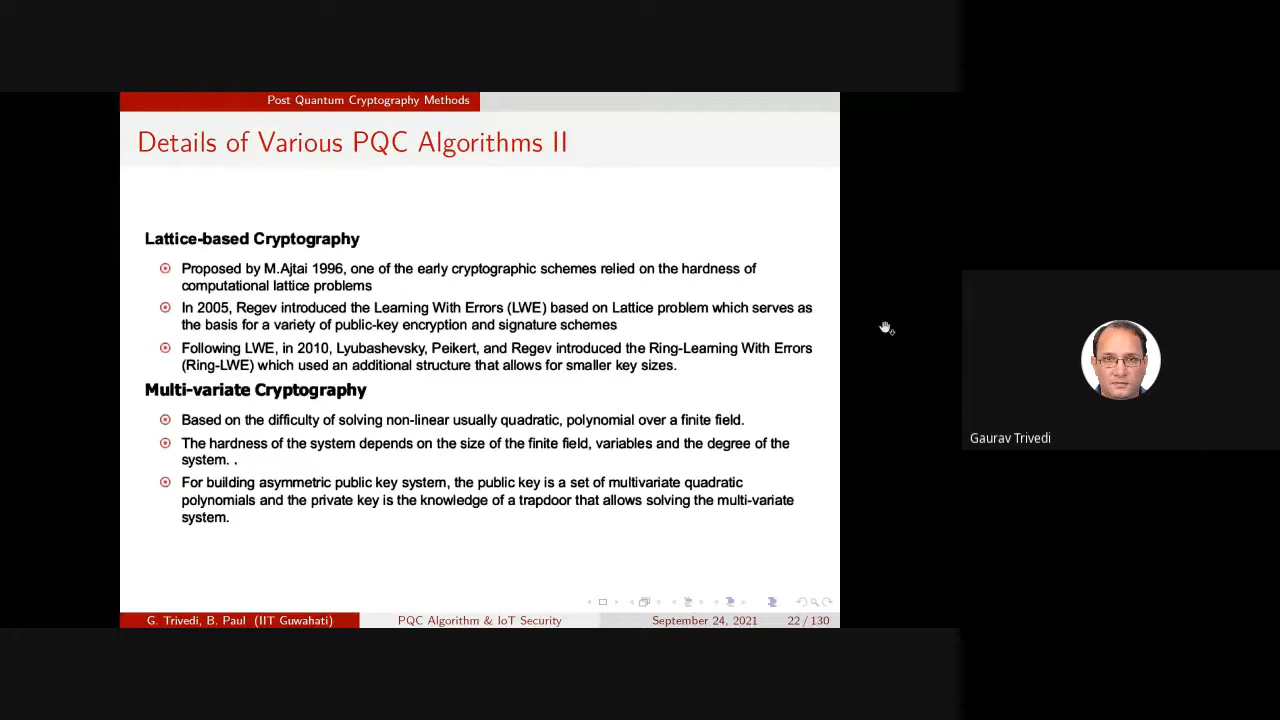 Post Quantum Cryptography Methods
Details of Various PQC Algorithms II
Lattice-based Cryptography
Proposed by M.Ajtai 1996, one of the early cryptographic schemes relied on the hardness of
computational lattice problems
In 2005, Regev introduced the Learning With Errors (LWE) based on Lattice problem which serves as
the basis for a variety of public-key encryption and signature schemes
Following LWE, in 2010, Lyubashevsky, Peikert, and Regev introduced the Ring-Learning With Errors
(Ring-LWE) which used an additional structure that allows for smaller key sizes.
Multi-variate Cryptography
Based on the difficulty of solving non-linear usually quadratic, polynomial over a finite field.
The hardness of the system depends on the size of the finite field, variables and the degree of the
system. .
For building asymmetric public key system, the public key is a set of multivariate quadratic
polynomials and the private key is the knowledge of a trapdoor that allows solving the multi-variate
system.
Gaurav Trivedi
G. Trivedi, B. Paul (IIT Guwahati) PQC Algorithm & IoT Security September 24, 2021 22 / 130